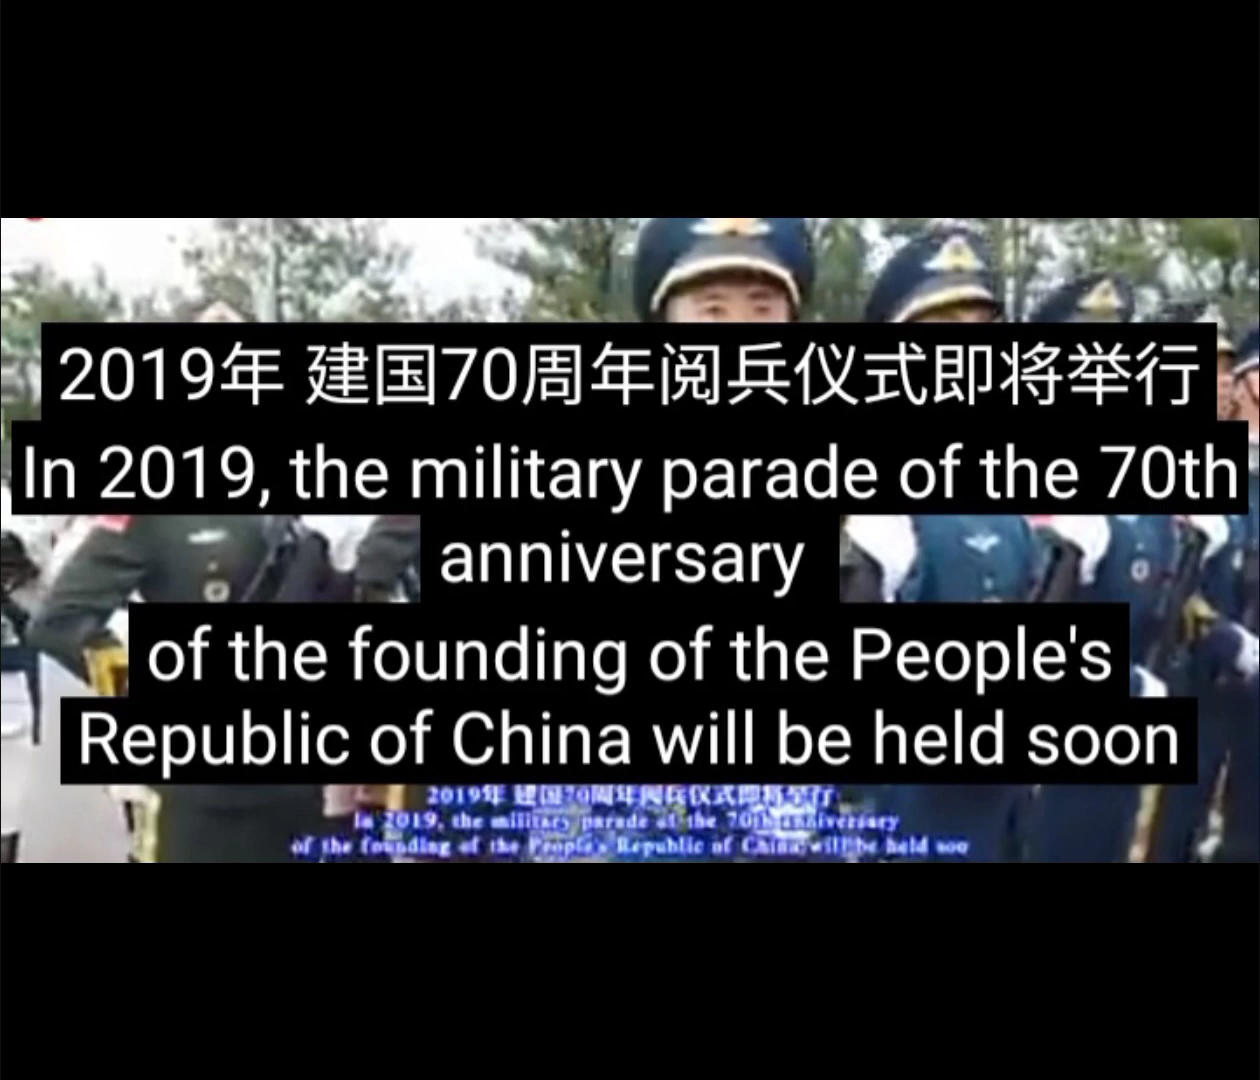 2019年 建国70周年阅兵仪式即将举行
In 2019, the military parade of the 70th
anniversary
of the founding of the People's
Republic of China will be held soon
2019年 建国70周年阅兵仪式即将举行
In 2019, the military parade of the 70th anniversary
of the founding of the People's Republic of China will be held soo